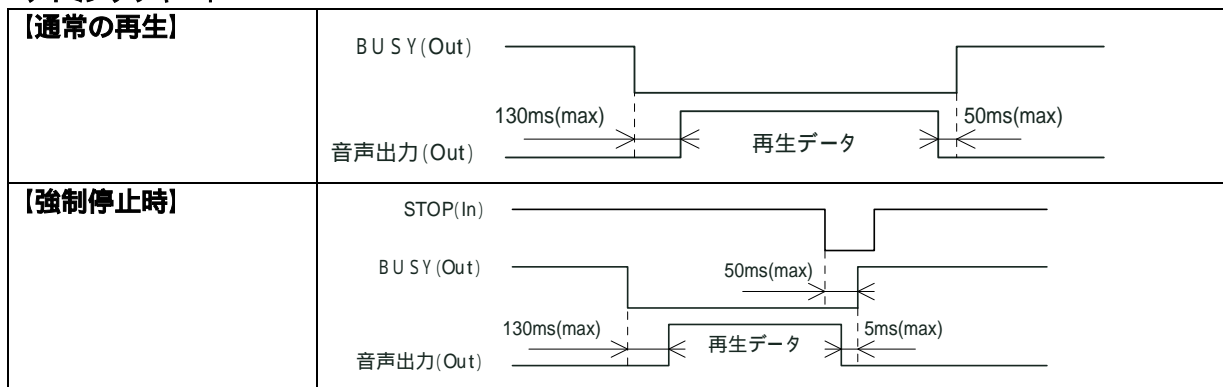 【通常の再生】
BUSY(Out)
130ms(max)
50ms(max)
再生データ
音声出力(Out)
【強制停止時】
STOP(In)
BUSY(Out)
50ms(max)
130ms(max)
再生データ
5ms(max)
音声出力(Out)